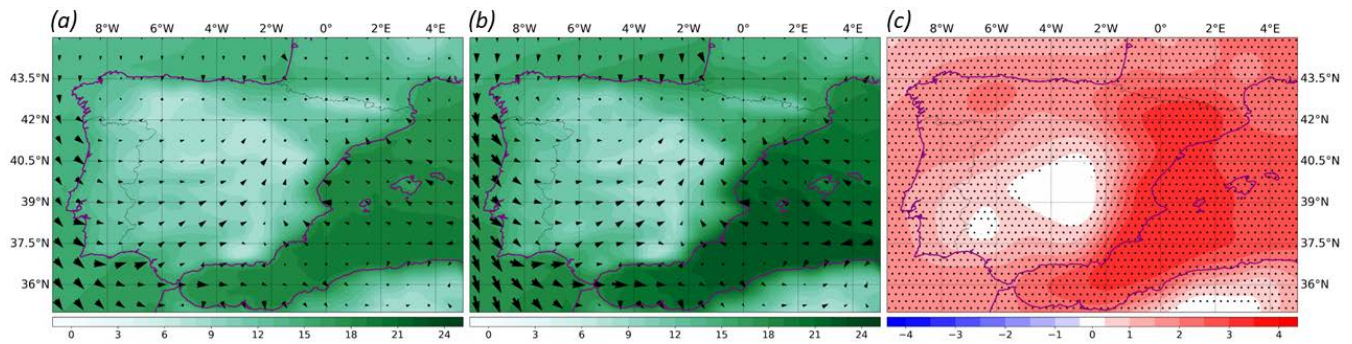 (a) 8°W 6°W 4°W 2°W 0° 2°E 4°E (b) 8°W 6°W 4°W 2°W 0° 2°E 4°E (c) 8°W 6°W 4°W 2°W 0° 2°E 4°E
43.5°N 43.5°N
42°N 42°N
40.5°N 40.5°N
39°N 39°N
37.5°N 37.5°N
36°N 36°N
0 3 6 9 12 15 18 21 24 0 3 6 9 12 15 18 21 24 −4 −3 −2 −1 0 1 2 3 4